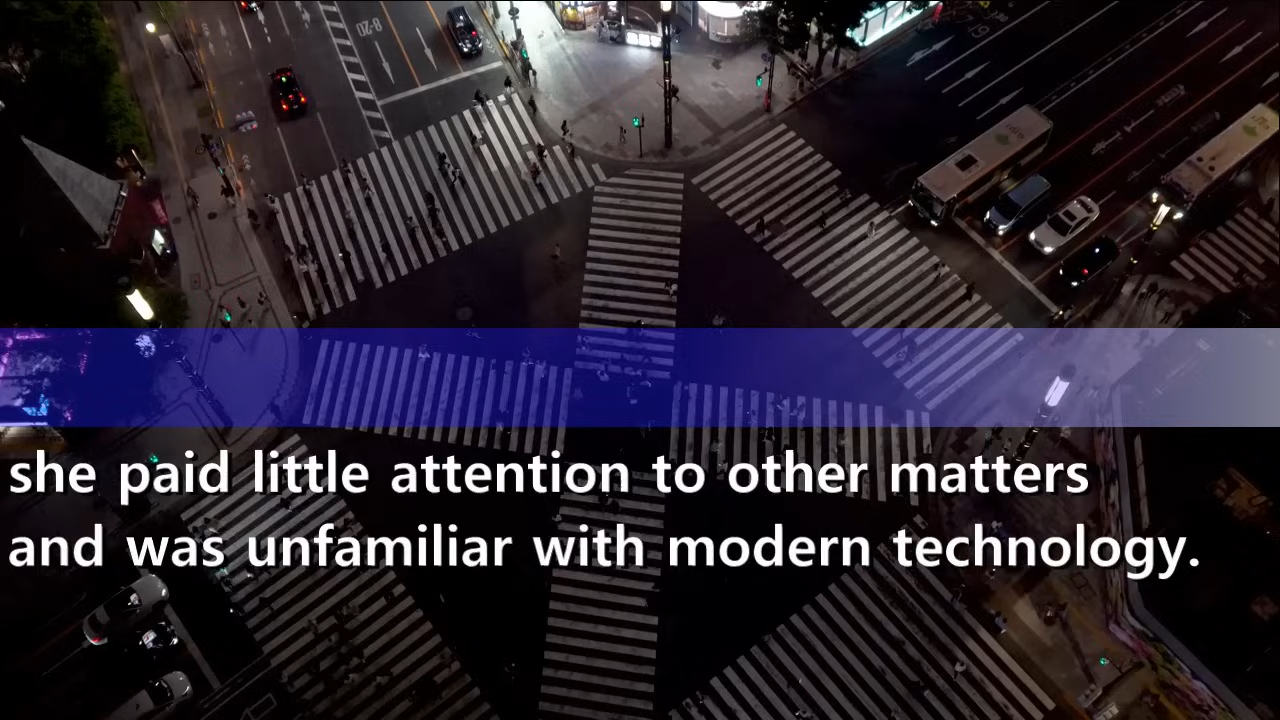 she paid little attention to other matters
and was unfamiliar with modern technology.